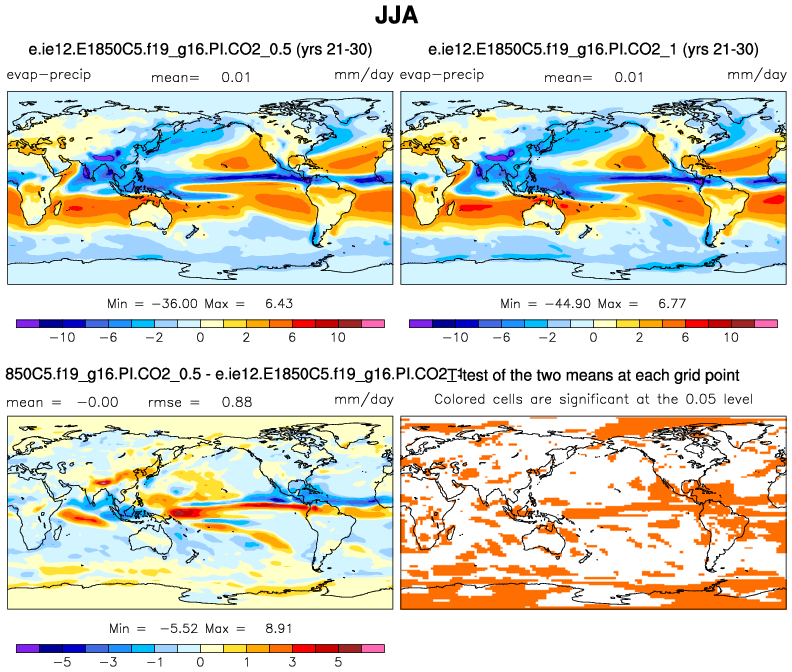 JJA
e.ie12.E1850C5.f19_g16.PI.CO2_0.5 (yrs 21-30)
evap-precip mean= 0.01 mm/day
Min = -36.00 Max = 6.43
-10 -6 -2 0 2 6 10
e.ie12.E1850C5.f19_g16.PI.CO2_1 (yrs 21-30)
evap-precip mean= 0.01 mm/day
Min = -44.90 Max = 6.77
-10 -6 -2 0 2 6 10
850C5.f19_g16.PI.CO2_0.5 - e.ie12.E1850C5.f19_g16.PI.CO2_1
mean = -0.00 rmse = 0.88 mm/day
Min = -5.52 Max = 8.91
-5 -3 -1 0 1 3 5
T-test of the two means at each grid point
Colored cells are significant at the 0.05 level